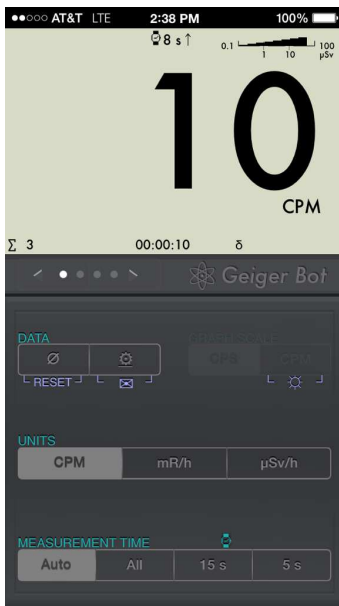 AT&T LTE 2:38 PM 100%
8 s↑ 0.1 1 10 100 µSv
10
CPM
Σ 3 00:00:10 δ
Geiger Bot
DATA
Ø CPS CPM
RESET
UNITS
CPM mR/h µSv/h
MEASUREMENT TIME
Auto All 15 s 5 s